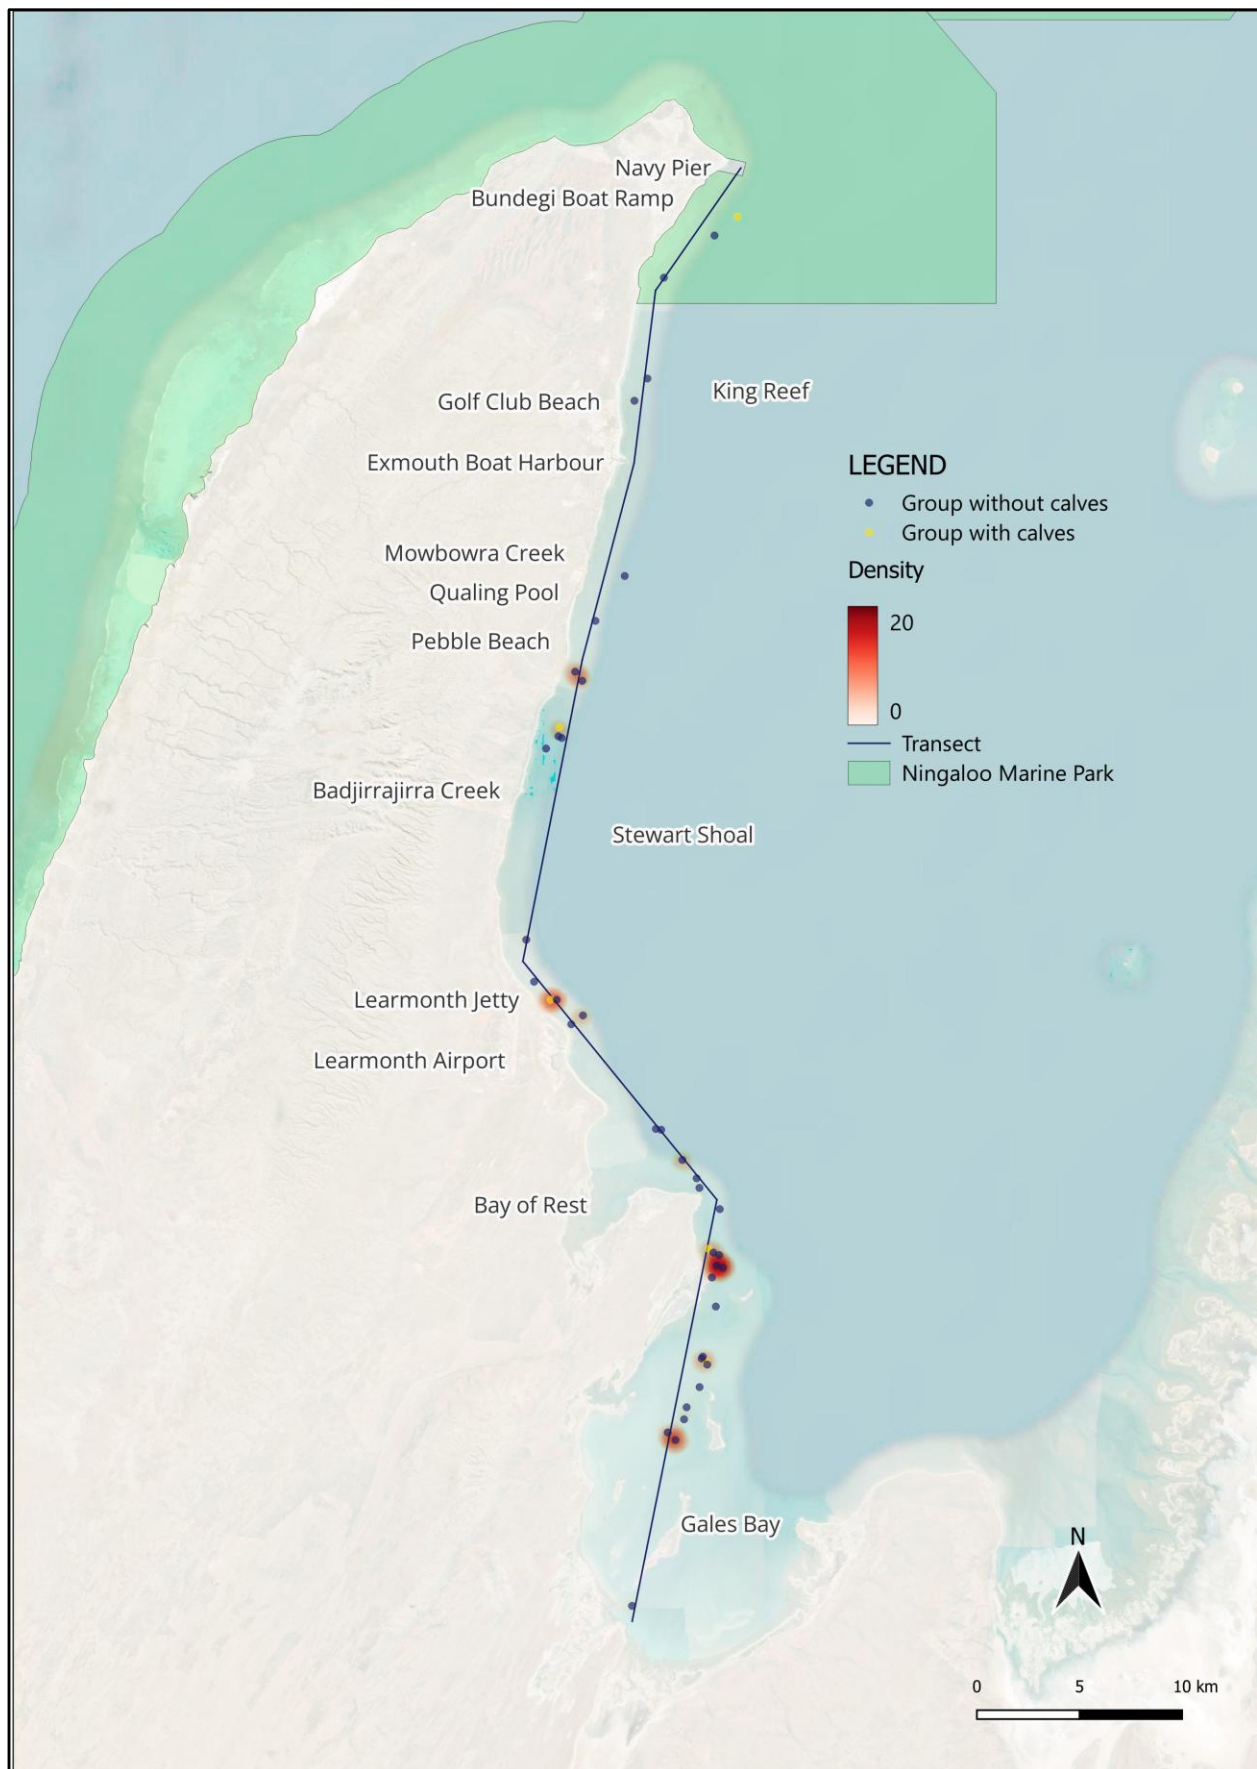 Navy Pier
Bundegi Boat Ramp
King Reef
Golf Club Beach
Exmouth Boat Harbour
LEGEND
Group without calves
Group with calves
Density
20
0
Transect
Ningaloo Marine Park
Mowbowra Creek
Qualing Pool
Pebble Beach
Badjirrajirra Creek
Stewart Shoal
Learmonth Jetty
Learmonth Airport
Bay of Rest
Gales Bay
N
0 5 10 km